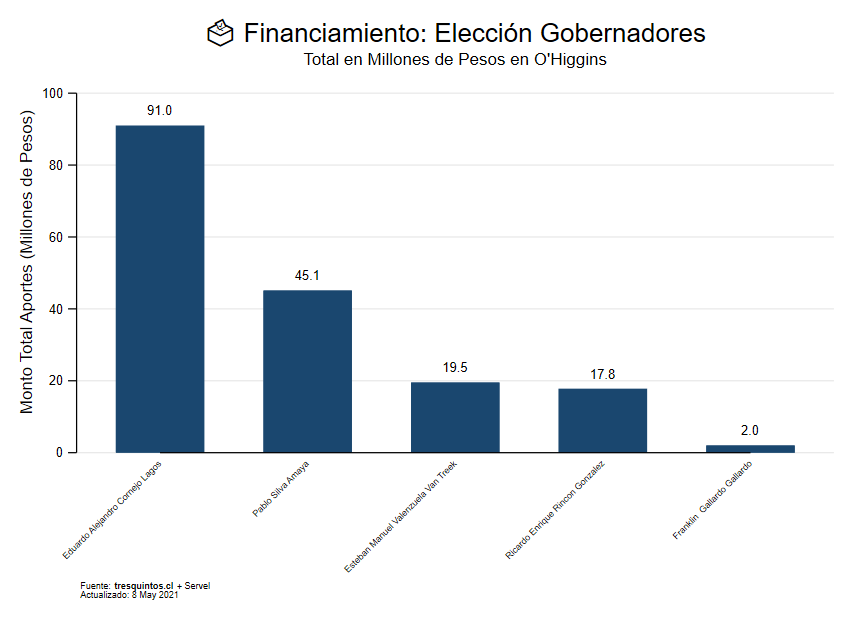 Financiamiento: Elección Gobernadores
Total en Millones de Pesos en O'Higgins
Monto Total Aportes (Millones de Pesos)
100
80
60
40
20
0
91.0
45.1
19.5
17.8
2.0
Eduardo Alejandro Cornejo Lagos
Pablo Silva Amaya
Esteban Manuel Valenzuela Van Treek
Ricardo Enrique Rincon Gonzalez
Franklin Gallardo Gallardo
Fuente: tresquintos.cl + Servel
Actualizado: 8 May 2021